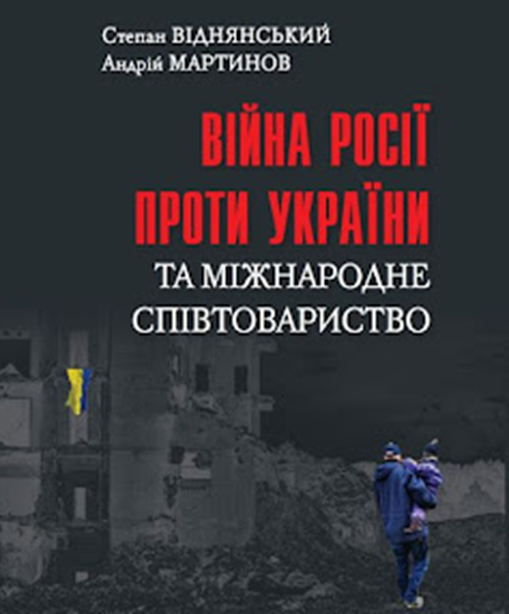 Степан ВІДНЯНСЬКИЙ
Андрій МАРТИНОВ
ВІЙНА РОСІЇ
ПРОТИ УКРАЇНИ
ТА МІЖНАРОДНЕ
СПІВТОВАРИСТВО